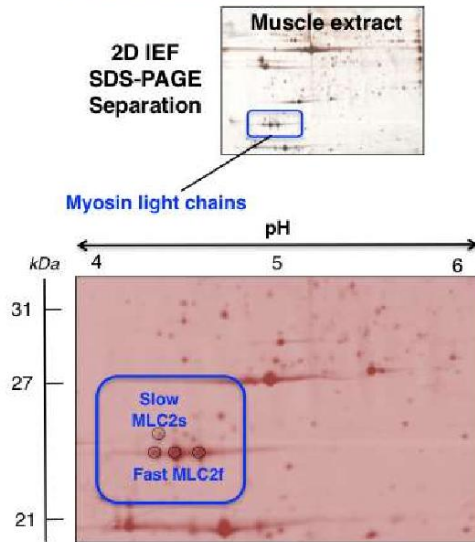 Muscle extract
2D IEF
SDS-PAGE
Separation
Myosin light chains
pH
kDa
4
5
6
31
27
Slow
MLC2s
Fast MLC2f
21